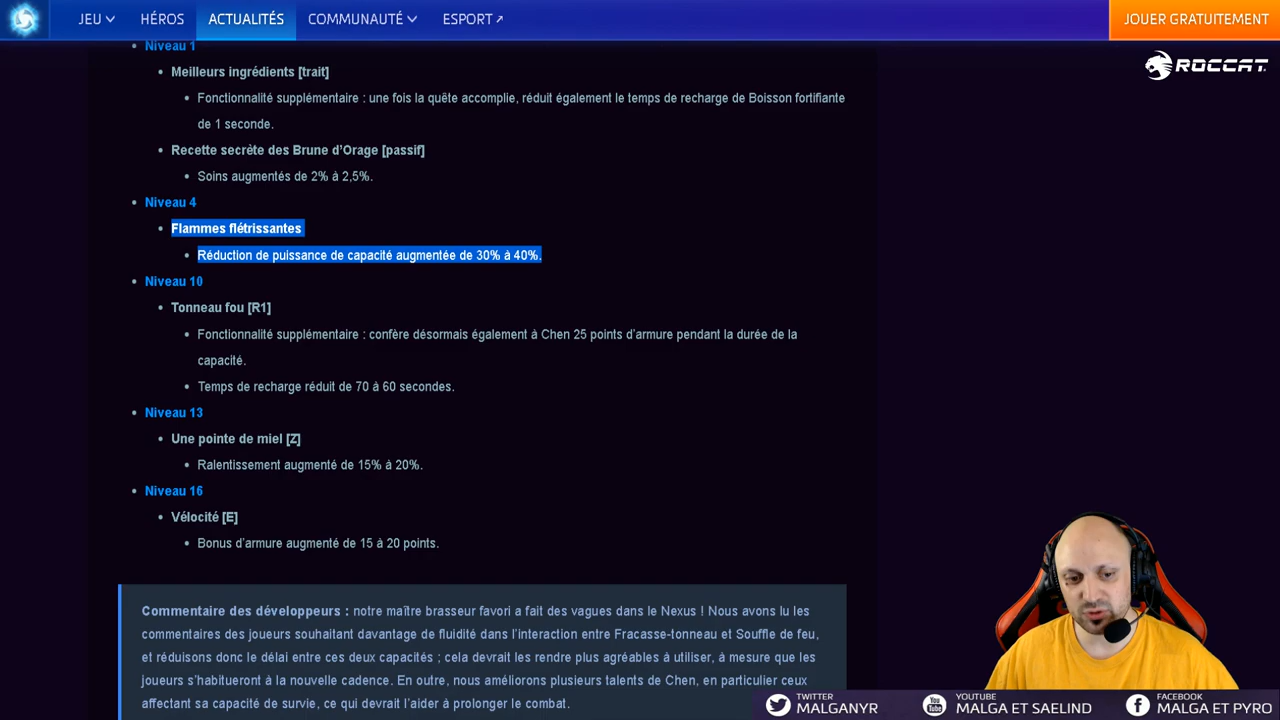 JEU HÉROS ACTUALITÉS COMMUNAUTÉ ESPORT JOUER GRATUITEMENT
ROCCAT
Niveau 1
Meilleurs ingrédients [trait]
Fonctionnalité supplémentaire : une fois la quête accomplie, réduit également le temps de recharge de Boisson fortifiante
de 1 seconde.
Recette secrète des Brune d'Orage [passif]
Soins augmentés de 2% à 2,5%.
Niveau 4
Flammes flétrissantes
Réduction de puissance de capacité augmentée de 30% à 40%.
Niveau 10
Tonneau fou [R1]
Fonctionnalité supplémentaire : confère désormais également à Chen 25 points d'armure pendant la durée de la
capacité.
Temps de recharge réduit de 70 à 60 secondes.
Niveau 13
Une pointe de miel [Z]
Ralentissement augmenté de 15% à 20%.
Niveau 16
Vélocité [E]
Bonus d'armure augmenté de 15 à 20 points.
Commentaire des développeurs : notre maître brasseur favori a fait des vagues dans le Nexus ! Nous avons lu les
commentaires des joueurs souhaitant davantage de fluidité dans l'interaction entre Fracasse-tonneau et Souffle de feu,
et réduisons donc le délai entre ces deux capacités ; cela devrait les rendre plus agréables à utiliser, à mesure que les
joueurs s'habitueront à la nouvelle cadence. En outre, nous améliorons plusieurs talents de Chen, en particulier ceux
affectant sa capacité de survie, ce qui devrait l'aider à prolonger le combat.
TWITTER
MALGANYR
YOUTUBE
MALGA ET SAELIND
FACEBOOK
MALGA ET PYRO